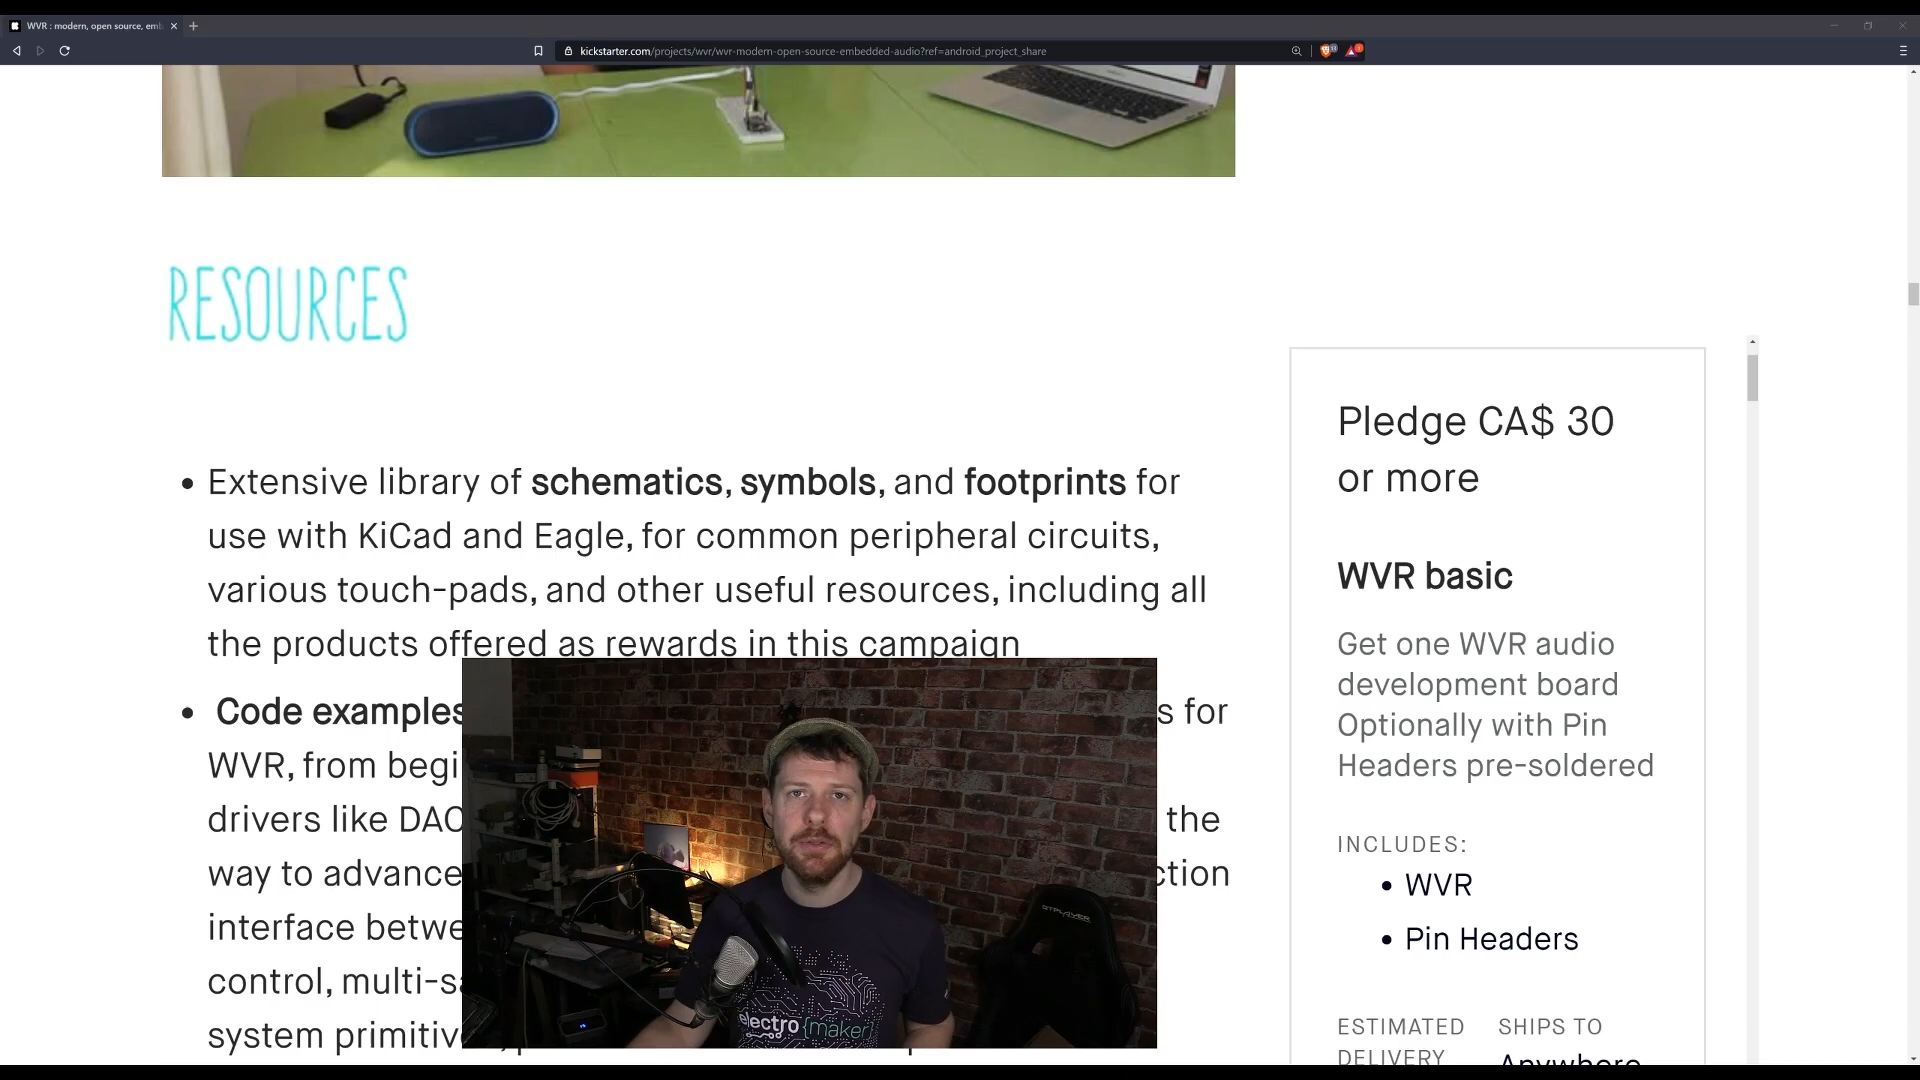 WVR : modern, open source, emb
kickstarter.com/projects/wvr/wvr-modern-open-source-embedded-audio?ref=android_project_share
RESOURCES
• Extensive library of schematics, symbols, and footprints for
use with KiCad and Eagle, for common peripheral circuits,
various touch-pads, and other useful resources, including all
the products offered as rewards in this campaign
• Code examples
s for
WVR, from begi
drivers like DAC
the
way to advance
ction
interface betwe
control, multi-sa
system primitiv
GTPLAYER
electro{maker}
Pledge CA$ 30
or more
WVR basic
Get one WVR audio
development board
Optionally with Pin
Headers pre-soldered
INCLUDES:
• WVR
• Pin Headers
ESTIMATED
DELIVERY
SHIPS TO
Anywhere